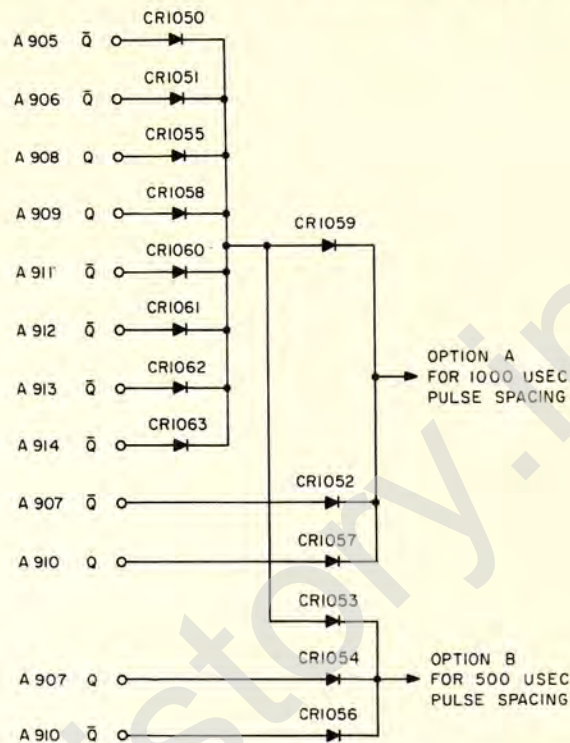 CR1050
A 905 Q̄
CR1051
A 906 Q̄
CR1055
A 908 Q
CR1058
A 909 Q
CR1059
CR1060
A 911 Q̄
CR1061
A 912 Q̄
OPTION A
FOR 1000 USEC
PULSE SPACING
CR1062
A 913 Q̄
CR1063
A 914 Q̄
CR1052
A 907 Q̄
CR1057
A 910 Q
CR1053
CR1054
A 907 Q
OPTION B
FOR 500 USEC
PULSE SPACING
CR1056
A 910 Q̄
istory.in